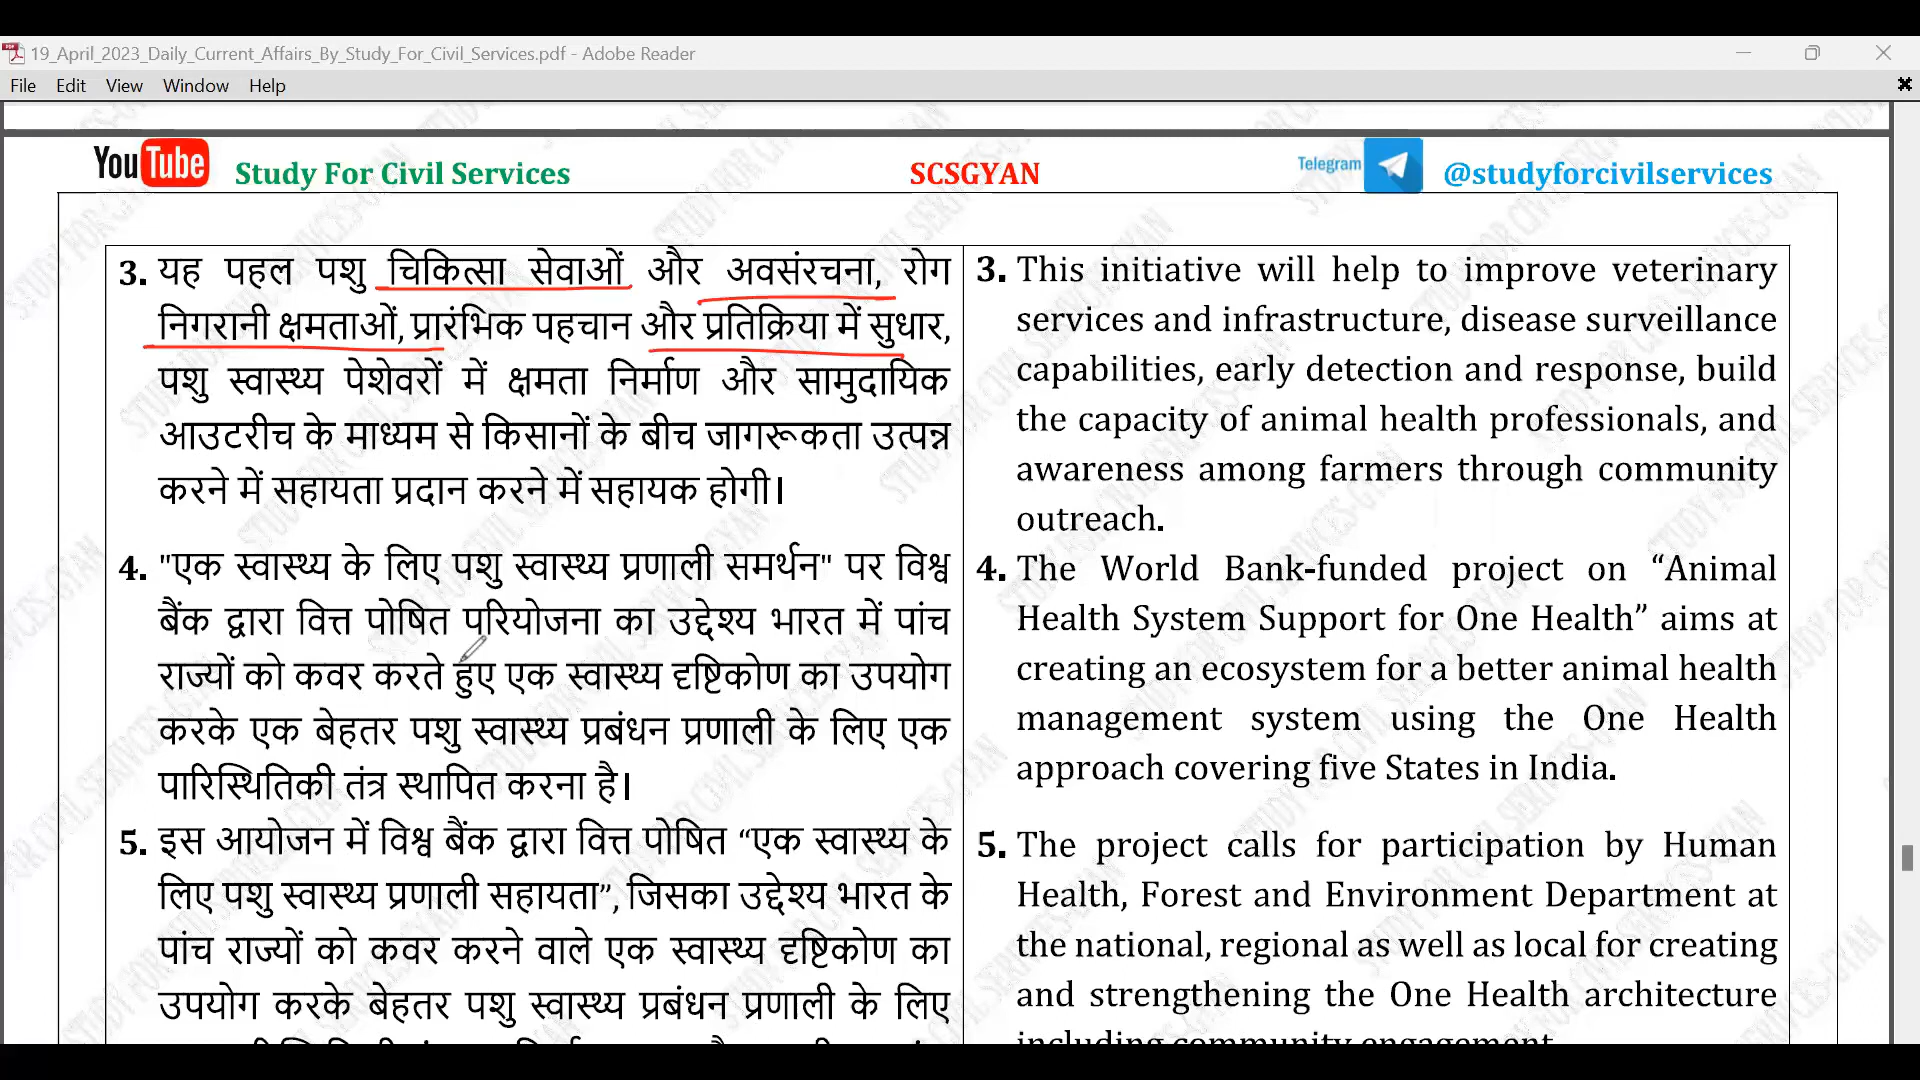 19_April_2023_Daily_Current_Affairs_By_Study_For_Civil_Services.pdf - Adobe Reader
File Edit View Window Help
YouTube Study For Civil Services SCSGYAN Telegram @studyforcivilservices
3. यह पहल पशु चिकित्सा सेवाओं और अवसंरचना, रोग
निगरानी क्षमताओं, प्रारंभिक पहचान और प्रतिक्रिया में सुधार,
पशु स्वास्थ्य पेशेवरों में क्षमता निर्माण और सामुदायिक
आउटरीच के माध्यम से किसानों के बीच जागरूकता उत्पन्न
करने में सहायता प्रदान करने में सहायक होगी।
4. "एक स्वास्थ्य के लिए पशु स्वास्थ्य प्रणाली समर्थन" पर विश्व
बैंक द्वारा वित्त पोषित परियोजना का उद्देश्य भारत में पांच
राज्यों को कवर करते हुए एक स्वास्थ्य दृष्टिकोण का उपयोग
करके एक बेहतर पशु स्वास्थ्य प्रबंधन प्रणाली के लिए एक
पारिस्थितिकी तंत्र स्थापित करना है।
5. इस आयोजन में विश्व बैंक द्वारा वित्त पोषित “एक स्वास्थ्य के
लिए पशु स्वास्थ्य प्रणाली सहायता”, जिसका उद्देश्य भारत के
पांच राज्यों को कवर करने वाले एक स्वास्थ्य दृष्टिकोण का
उपयोग करके बेहतर पशु स्वास्थ्य प्रबंधन प्रणाली के लिए
3. This initiative will help to improve veterinary
services and infrastructure, disease surveillance
capabilities, early detection and response, build
the capacity of animal health professionals, and
awareness among farmers through community
outreach.
4. The World Bank-funded project on “Animal
Health System Support for One Health” aims at
creating an ecosystem for a better animal health
management system using the One Health
approach covering five States in India.
5. The project calls for participation by Human
Health, Forest and Environment Department at
the national, regional as well as local for creating
and strengthening the One Health architecture
including community engagement